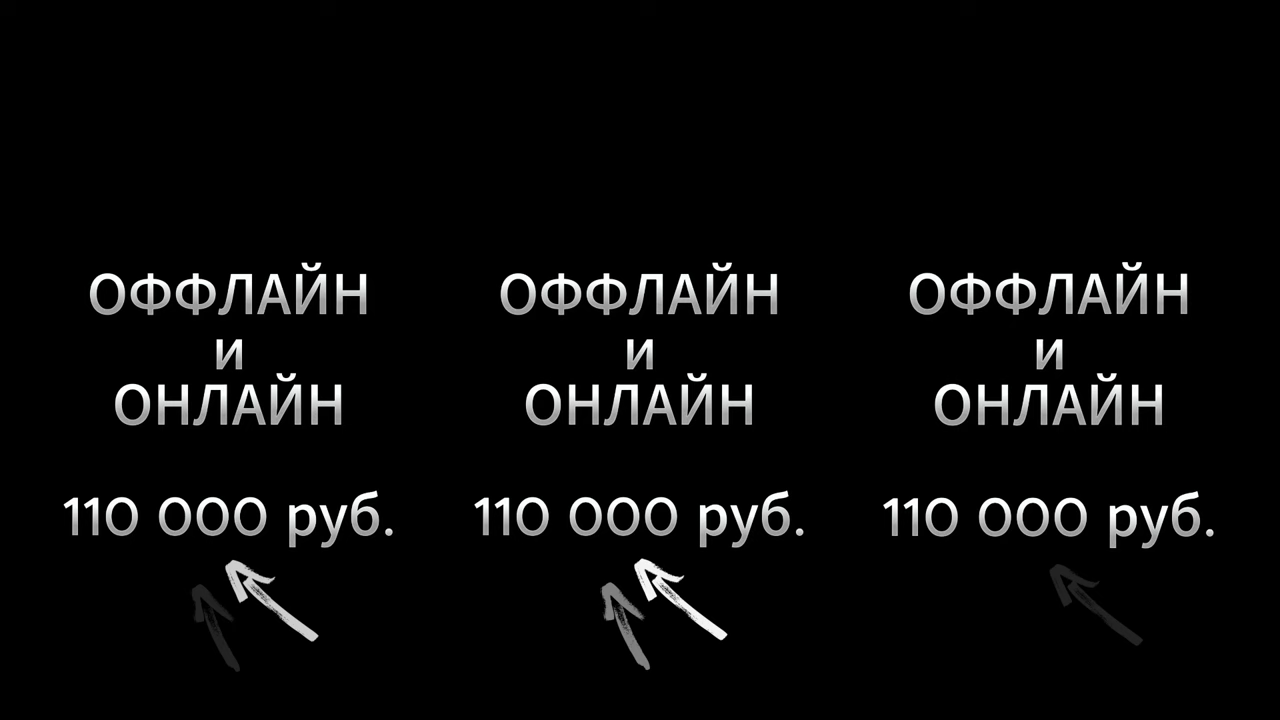 ОФФЛАЙН
и
ОНЛАЙН
110 000 руб.
ОФФЛАЙН
и
ОНЛАЙН
110 000 руб.
ОФФЛАЙН
и
ОНЛАЙН
110 000 руб.